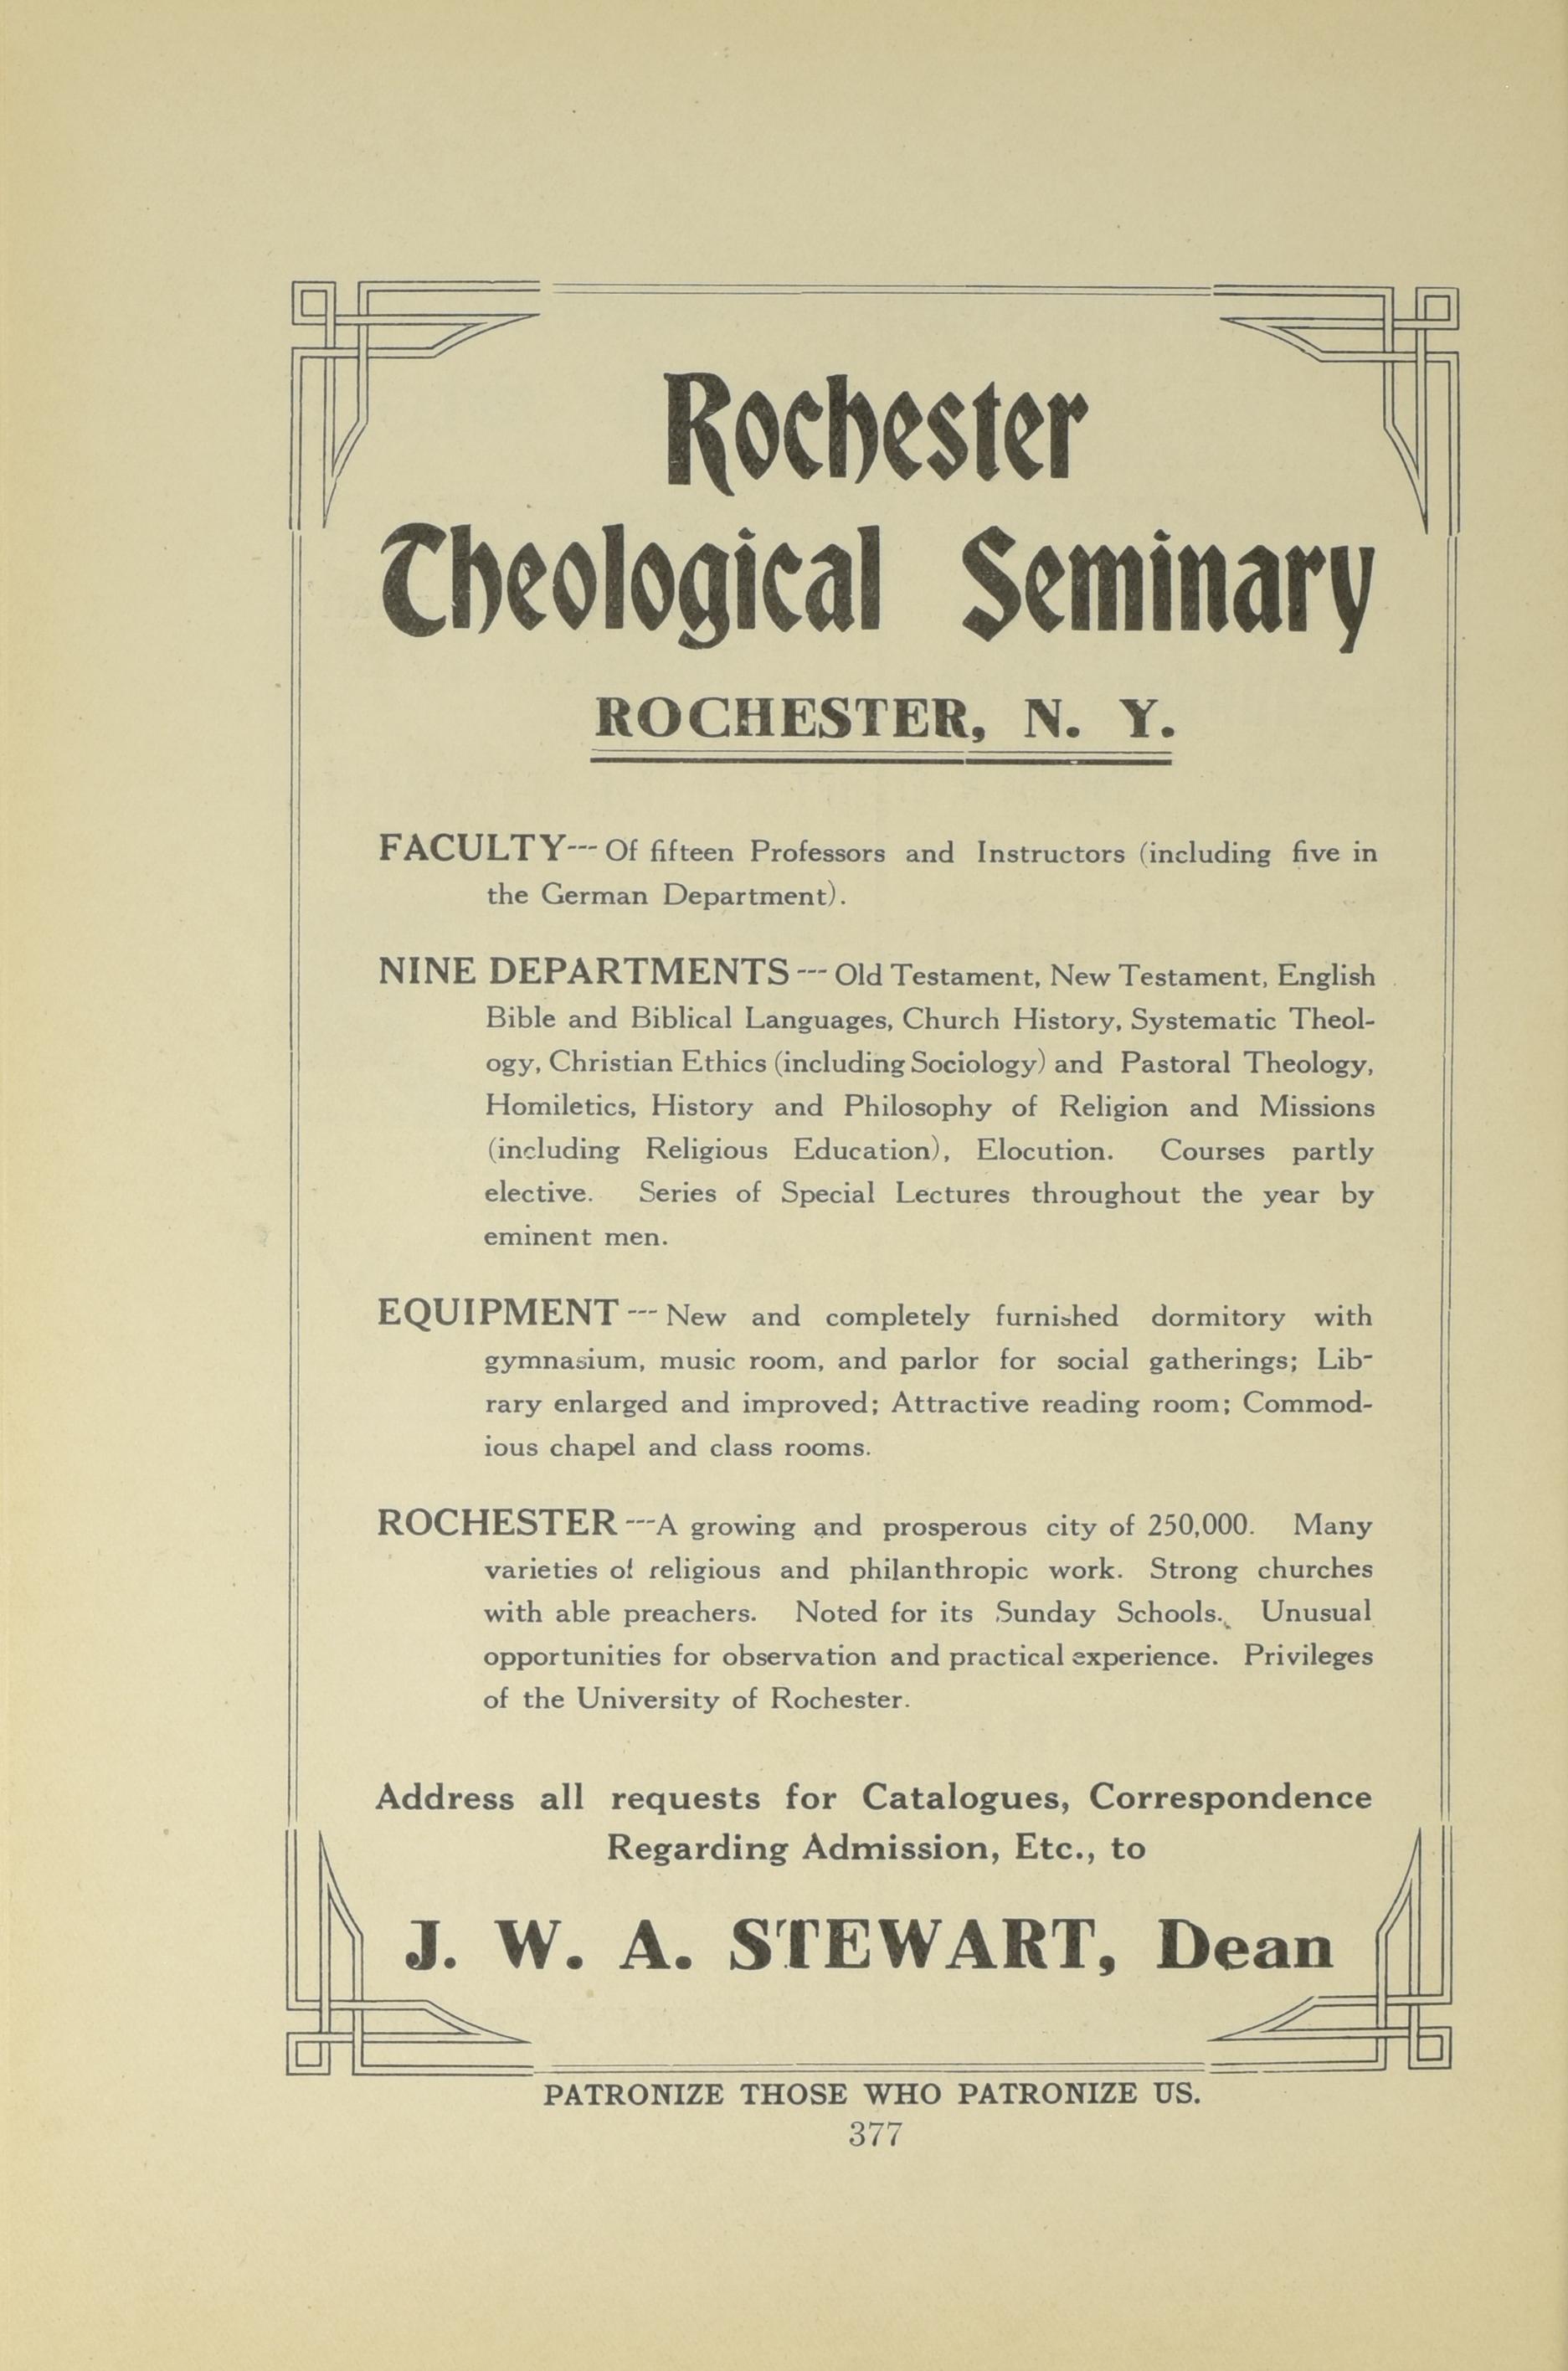 Rochester
Theological Seminary
ROCHESTER, N. Y.
FACULTY--- Of fifteen Professors and Instructors (including five in
the German Department).
NINE DEPARTMENTS --- Old Testament, New Testament, English
Bible and Biblical Languages, Church History, Systematic Theol-
ogy, Christian Ethics (including Sociology) and Pastoral Theology,
Homiletics, History and Philosophy of Religion and Missions
(including Religious Education), Elocution. Courses partly
elective. Series of Special Lectures throughout the year by
eminent men.
EQUIPMENT --- New and completely furnished dormitory with
gymnasium, music room, and parlor for social gatherings; Lib-
rary enlarged and improved; Attractive reading room; Commod-
ious chapel and class rooms.
ROCHESTER ---A growing and prosperous city of 250,000. Many
varieties of religious and philanthropic work. Strong churches
with able preachers. Noted for its Sunday Schools. Unusual
opportunities for observation and practical experience. Privileges
of the University of Rochester.
Address all requests for Catalogues, Correspondence
Regarding Admission, Etc., to
J. W. A. STEWART, Dean
PATRONIZE THOSE WHO PATRONIZE US.
377